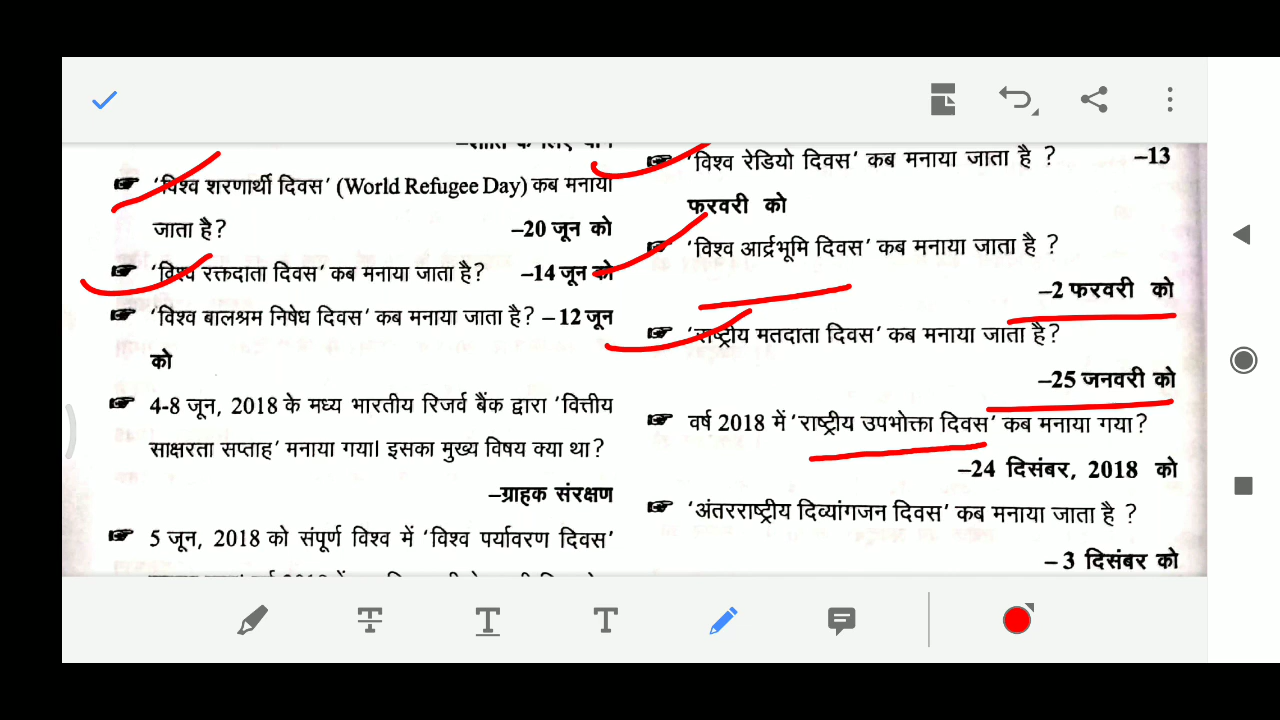 –शांति के लिए थी।
‘विश्व शरणार्थी दिवस’ (World Refugee Day) कब मनाया
जाता है? –20 जून को
‘विश्व रक्तदाता दिवस’ कब मनाया जाता है? –14 जून को
‘विश्व बालश्रम निषेध दिवस’ कब मनाया जाता है? – 12 जून
को
4-8 जून, 2018 के मध्य भारतीय रिजर्व बैंक द्वारा ‘वित्तीय
साक्षरता सप्ताह’ मनाया गया। इसका मुख्य विषय क्या था?
–ग्राहक संरक्षण
5 जून, 2018 को संपूर्ण विश्व में ‘विश्व पर्यावरण दिवस’
‘विश्व रेडियो दिवस’ कब मनाया जाता है ? –13
फरवरी को
‘विश्व आर्द्रभूमि दिवस’ कब मनाया जाता है ?
–2 फरवरी को
‘राष्ट्रीय मतदाता दिवस’ कब मनाया जाता है?
–25 जनवरी को
वर्ष 2018 में ‘राष्ट्रीय उपभोक्ता दिवस’ कब मनाया गया?
–24 दिसंबर, 2018 को
‘अंतरराष्ट्रीय दिव्यांगजन दिवस’ कब मनाया जाता है ?
– 3 दिसंबर को